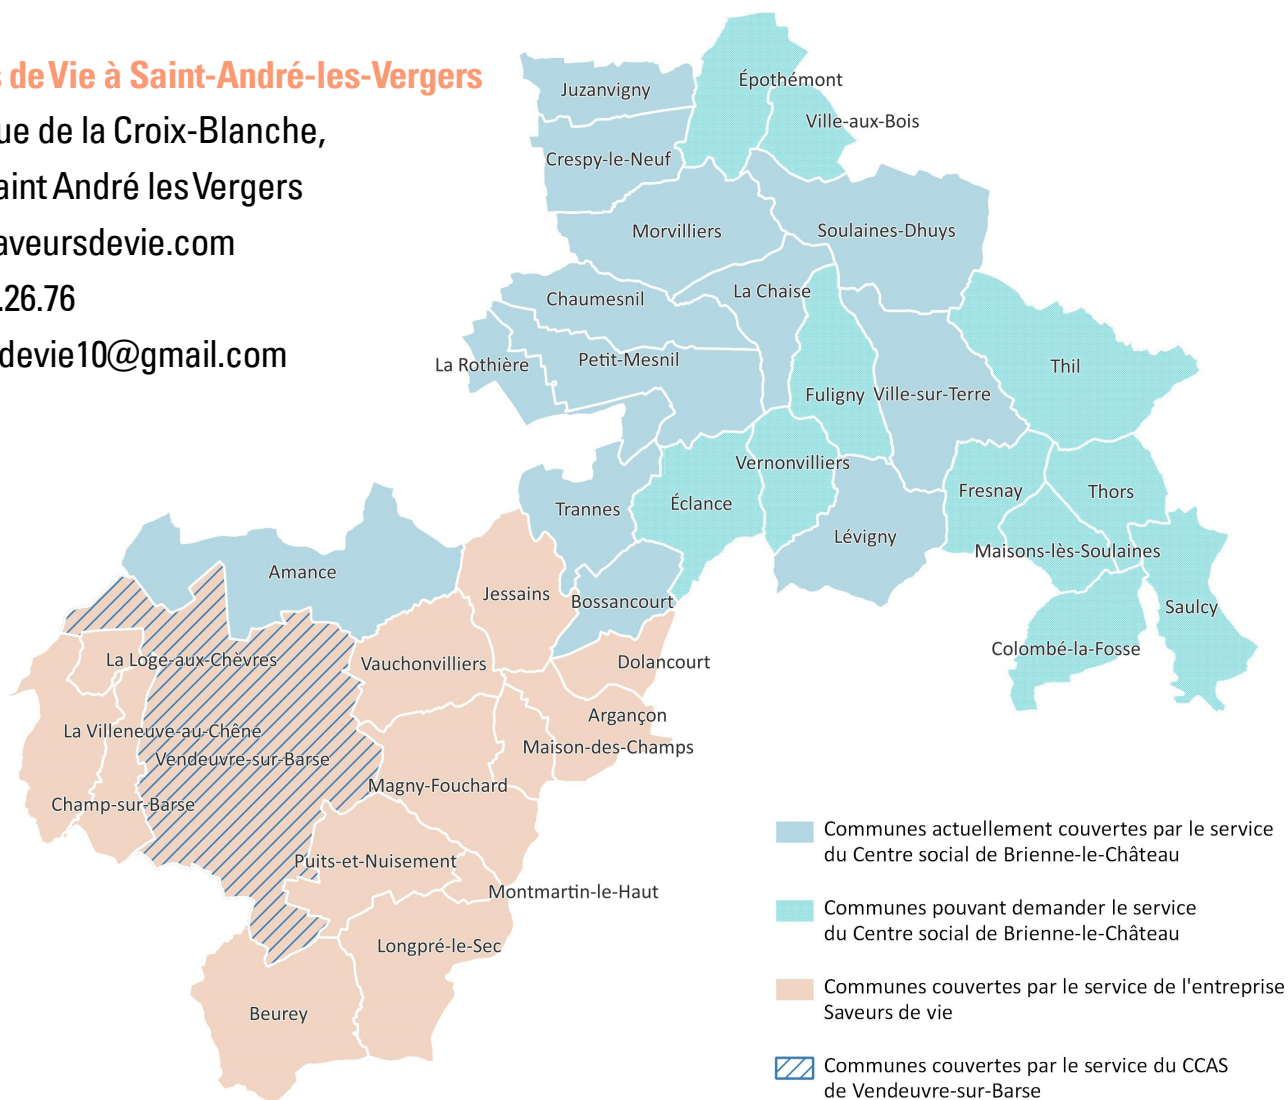 s de Vie à Saint-André-les-Vergers
ue de la Croix-Blanche,
aint André les Vergers
aveursdevie.com
.26.76
devie10@gmail.com
Juzanvigny
Épothémont
Ville-aux-Bois
Crespy-le-Neuf
Morvilliers
Soulaines-Dhuys
La Chaise
Chaumesnil
La Rothière
Petit-Mesnil
Thil
Fuligny
Ville-sur-Terre
Vernonvilliers
Fresnay
Thors
Éclance
Trannes
Lévigny
Maisons-lès-Soulaines
Amance
Jessains
Bossancourt
Saulcy
Colombé-la-Fosse
La Loge-aux-Chèvres
Vauchonvilliers
Dolancourt
Argançon
La Villeneuve-au-Chêne
Maison-des-Champs
Vendeuvre-sur-Barse
Magny-Fouchard
Champ-sur-Barse
Puits-et-Nuisement
Montmartin-le-Haut
Longpré-le-Sec
Beurey
Communes actuellement couvertes par le service
du Centre social de Brienne-le-Château
Communes pouvant demander le service
du Centre social de Brienne-le-Château
Communes couvertes par le service de l'entreprise
Saveurs de vie
Communes couvertes par le service du CCAS
de Vendeuvre-sur-Barse